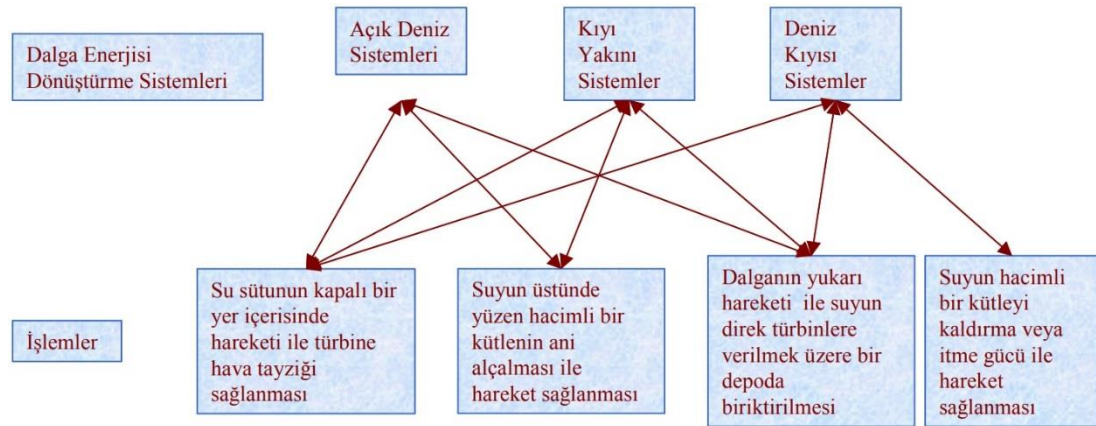 Dalga Enerjisi
Dönüştürme Sistemleri
Açık Deniz
Sistemleri
Kıyı
Yakını
Sistemler
Deniz
Kıyısı
Sistemler
İşlemler
Su sütunun kapalı bir
yer içerisinde
hareketi ile türbine
hava tayziği
sağlanması
Suyun üstünde
yüzen hacimli bir
kütlenin ani
alçalması ile
hareket sağlanması
Dalganın yukarı
hareketi ile suyun
direk türbinlere
verilmek üzere bir
depoda
biriktirilmesi
Suyun hacimli
bir kütleyi
kaldırma veya
itme gücü ile
hareket
sağlanması